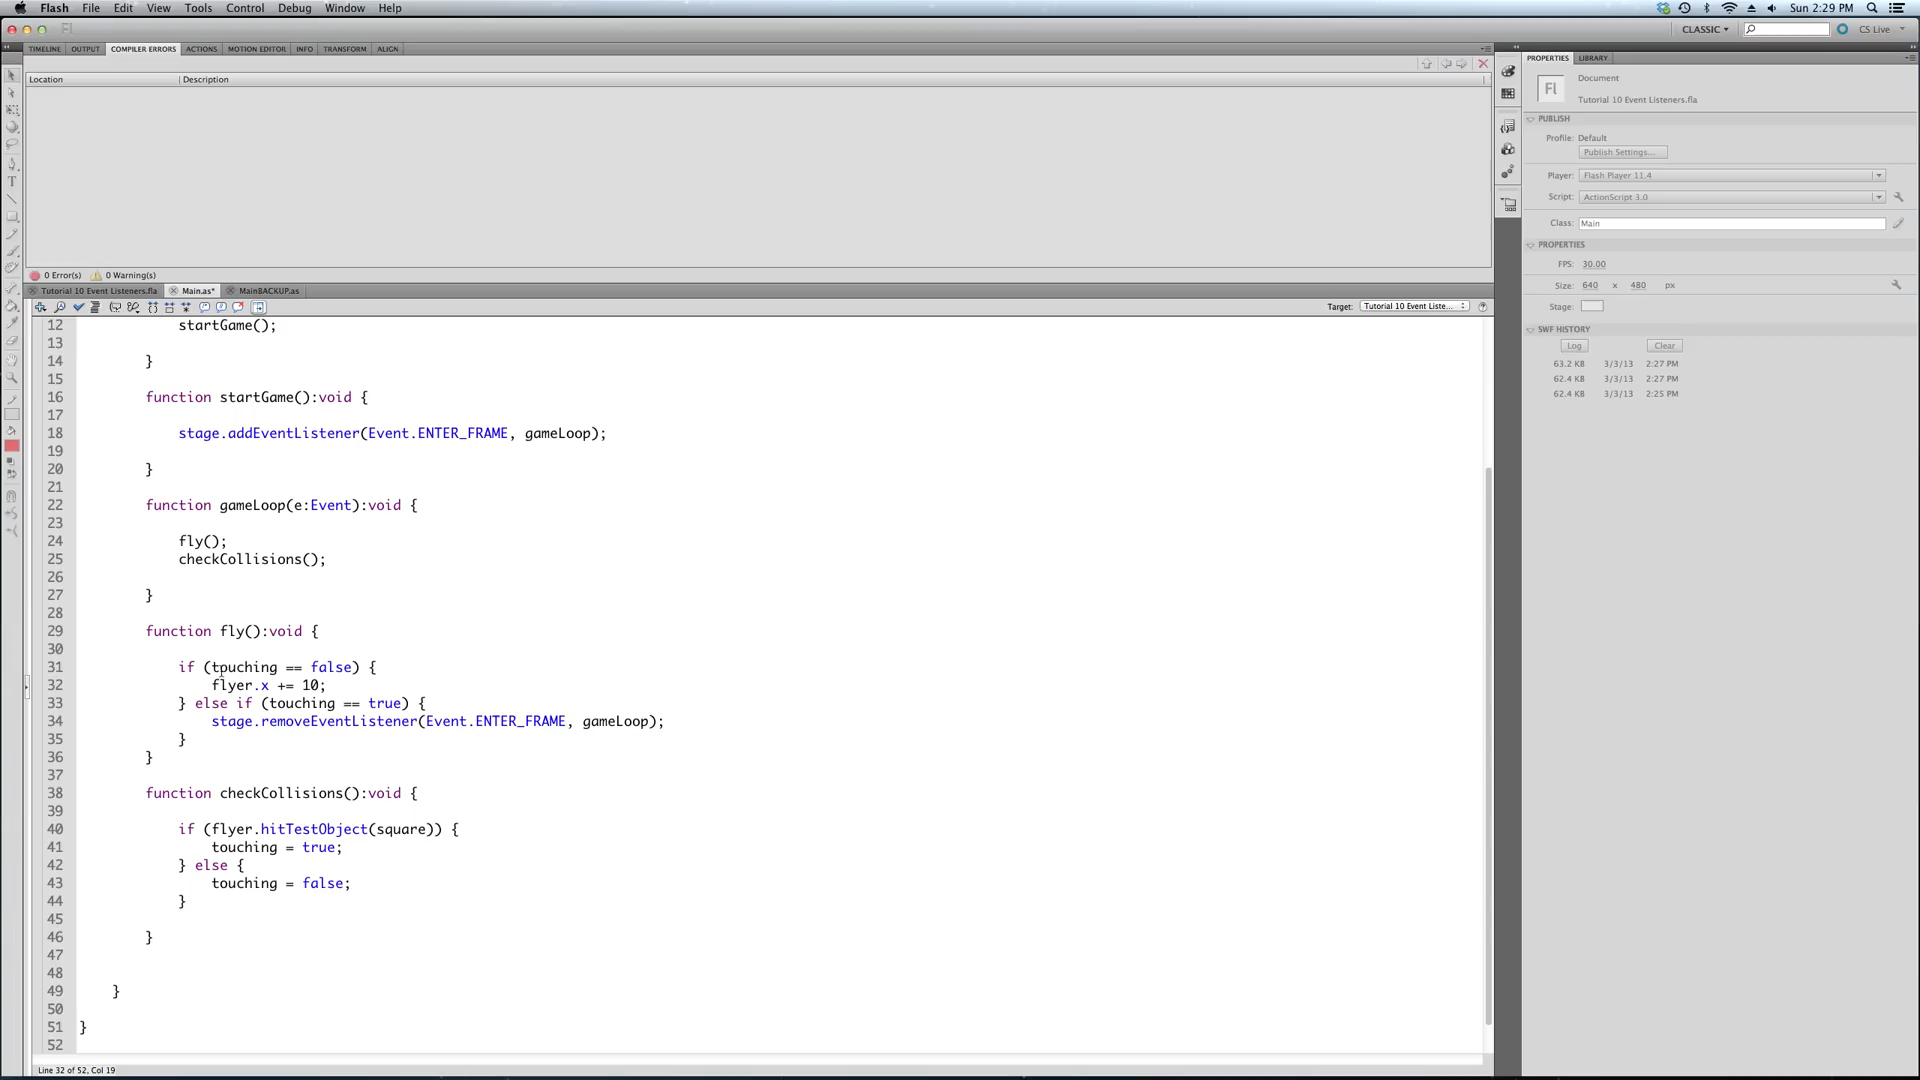 Flash File Edit View Tools Control Debug Window Help Sun 2:29 PM
CLASSIC CS Live
TIMELINE OUTPUT COMPILER ERRORS ACTIONS MOTION EDITOR INFO TRANSFORM ALIGN
Location Description
0 Error(s) 0 Warning(s)
Tutorial 10 Event Listeners.fla Main.as* MainBACKUP.as
Target: Tutorial 10 Event Liste...
12 startGame();
13
14 }
15
16 function startGame():void {
17
18 stage.addEventListener(Event.ENTER_FRAME, gameLoop);
19
20 }
21
22 function gameLoop(e:Event):void {
23
24 fly();
25 checkCollisions();
26
27 }
28
29 function fly():void {
30
31 if (touching == false) {
32 flyer.x += 10;
33 } else if (touching == true) {
34 stage.removeEventListener(Event.ENTER_FRAME, gameLoop);
35 }
36 }
37
38 function checkCollisions():void {
39
40 if (flyer.hitTestObject(square)) {
41 touching = true;
42 } else {
43 touching = false;
44 }
45
46 }
47
48
49 }
50
51 }
52
Line 32 of 52, Col 19
PROPERTIES LIBRARY
Document
Fl
Tutorial 10 Event Listeners.fla
PUBLISH
Profile: Default
Publish Settings...
Player: Flash Player 11.4
Script: ActionScript 3.0
Class: Main
PROPERTIES
FPS: 30.00
Size: 640 x 480 px
Stage:
SWF HISTORY
Log Clear
63.2 KB 3/3/13 2:27 PM
62.4 KB 3/3/13 2:27 PM
62.4 KB 3/3/13 2:25 PM